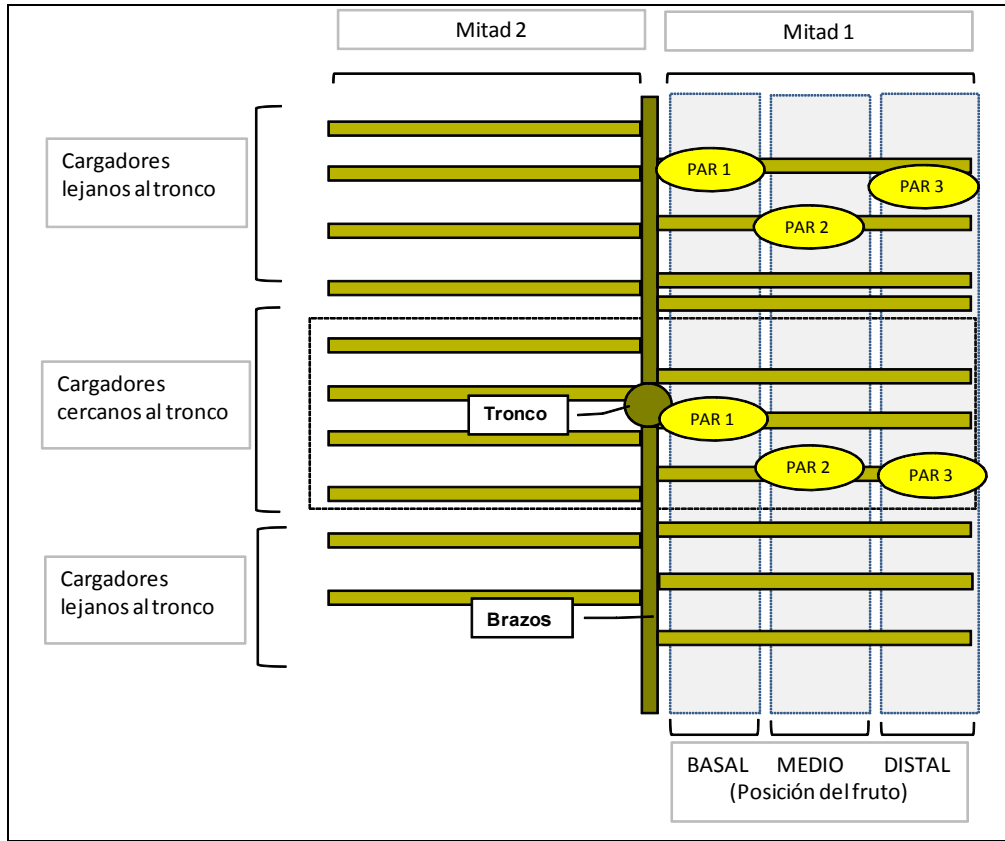 Mitad 2
Mitad 1
Cargadores
lejanos al tronco
PAR 1
PAR 3
PAR 2
Cargadores
cercanos al tronco
Tronco
PAR 1
PAR 2
PAR 3
Cargadores
lejanos al tronco
Brazos
BASAL MEDIO DISTAL
(Posición del fruto)